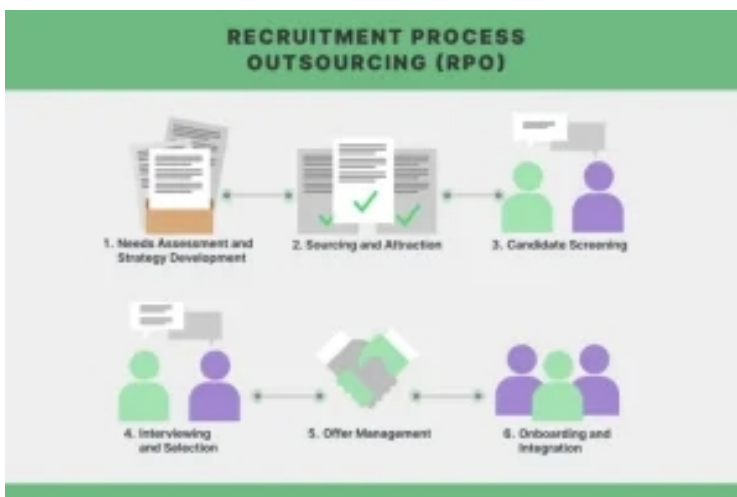 RECRUITMENT PROCESS
OUTSOURCING (RPO)
1. Needs Assessment and
Strategy Development
2. Sourcing and Attraction
3. Candidate Screening
4. Interviewing
and Selection
5. Offer Management
6. Onboarding and
Integration